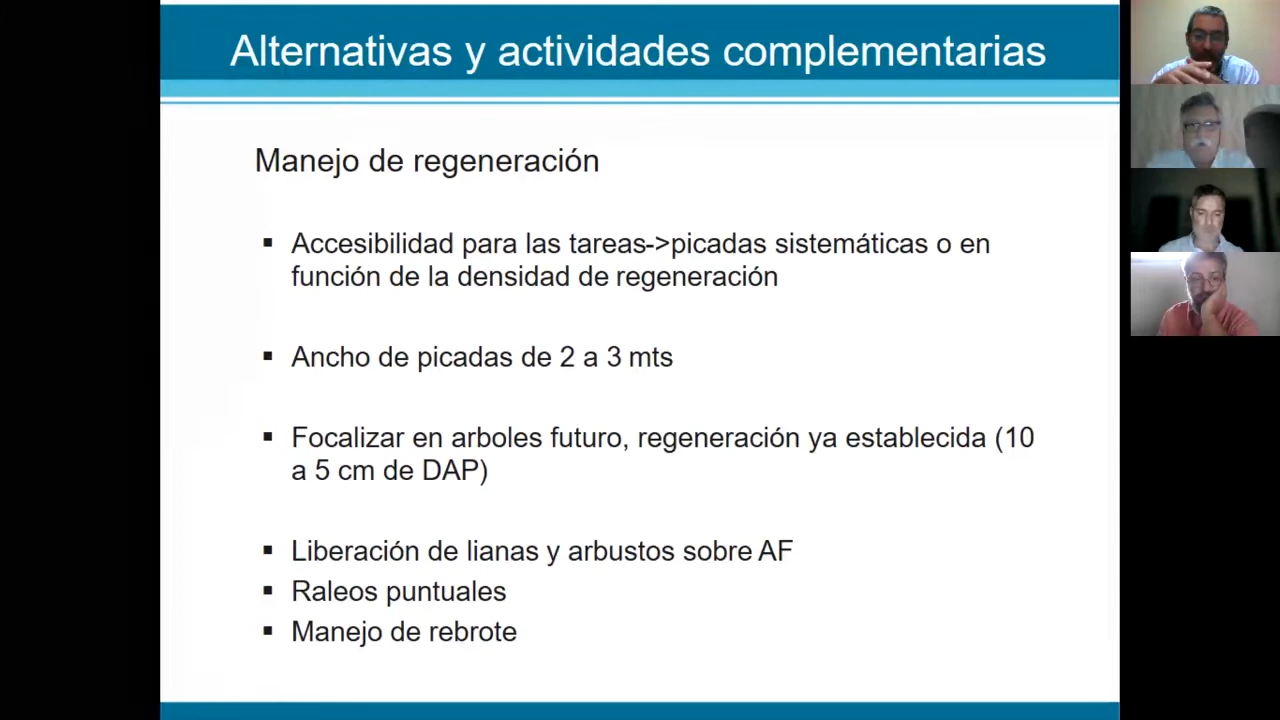 Alternativas y actividades complementarias
Manejo de regeneración
▪ Accesibilidad para las tareas->picadas sistemáticas o en
función de la densidad de regeneración
▪ Ancho de picadas de 2 a 3 mts
▪ Focalizar en arboles futuro, regeneración ya establecida (10
a 5 cm de DAP)
▪ Liberación de lianas y arbustos sobre AF
▪ Raleos puntuales
▪ Manejo de rebrote